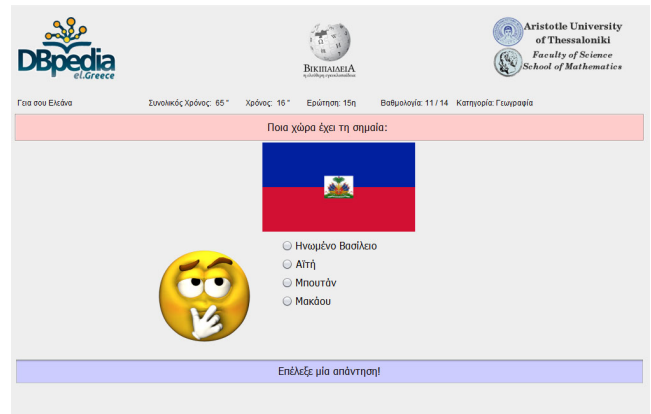 DBpedia
el.Greece
ΒΙΚΙΠΑΙΔΕΙΑ
Aristotle University
of Thessaloniki
Faculty of Science
School of Mathematics
Γεια σου Ελεάνα Συνολικός Χρόνος: 65 " Χρόνος: 16 " Ερώτηση: 15η Βαθμολογία: 11 / 14 Κατηγορία: Γεωγραφία
Ποια χώρα έχει τη σημαία:
Ηνωμένο Βασίλειο
Αϊτή
Μπουτάν
Μακάου
Επέλεξε μία απάντηση!